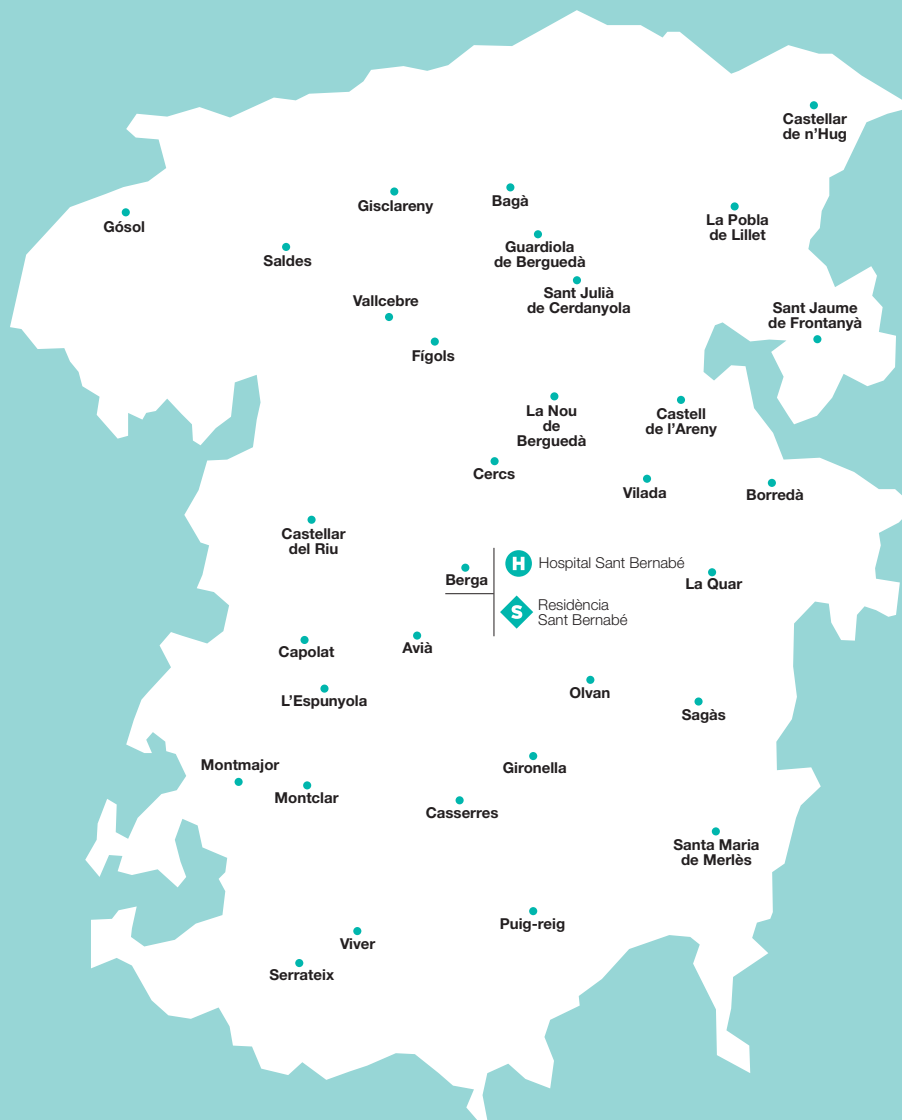 Castellar
de n'Hug
Gisclareny
Bagà
Gósol
La Pobla
de Lillet
Saldes
Guardiola
de Berguedà
Vallcebre
Sant Julià
de Cerdanyola
Sant Jaume
de Frontanyà
Fígols
La Nou
de
Berguedà
Castell
de l'Areny
Cercs
Vilada
Borredà
Castellar
del Riu
Berga
H Hospital Sant Bernabé
S Residència
Sant Bernabé
La Quar
Capolat
Avià
L'Espunyola
Olvan
Sagàs
Montmajor
Montclar
Gironella
Casserres
Santa Maria
de Merlès
Puig-reig
Viver
Serrateix